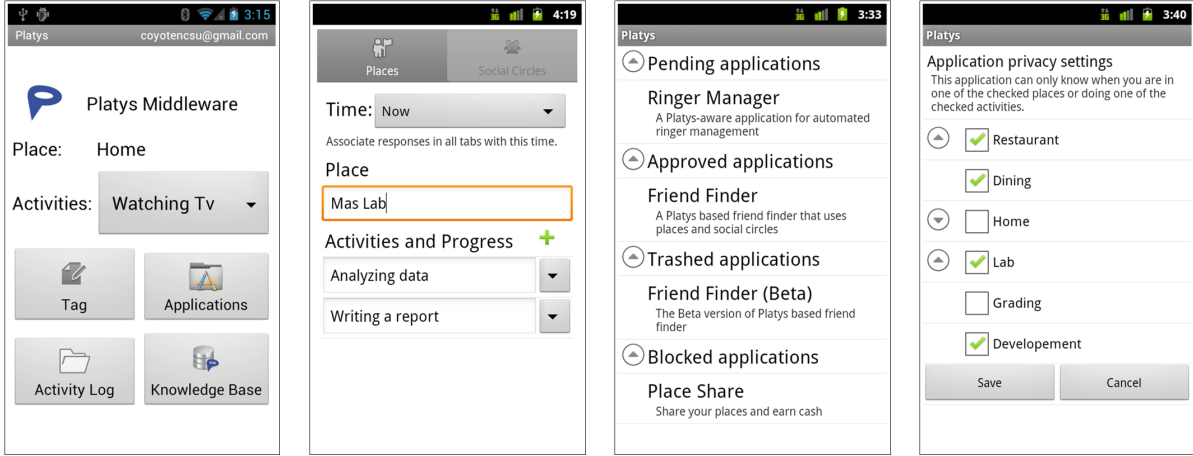 3:15
Platys coyotencsu@gmail.com
Platys Middleware
Place: Home
Activities: Watching Tv
Tag Applications
Activity Log Knowledge Base
3G 4:19
Places Social Circles
Time: Now
Associate responses in all tabs with this time.
Place
Mas Lab
Activities and Progress
Analyzing data
Writing a report
3G 3:33
Platys
Pending applications
Ringer Manager
A Platys-aware application for automated
ringer management
Approved applications
Friend Finder
A Platys based friend finder that uses
places and social circles
Trashed applications
Friend Finder (Beta)
The Beta version of Platys based friend
finder
Blocked applications
Place Share
Share your places and earn cash
3G 3:40
Platys
Application privacy settings
This application can only know when you are in
one of the checked places or doing one of the
checked activities.
Restaurant
Dining
Home
Lab
Grading
Developement
Save Cancel